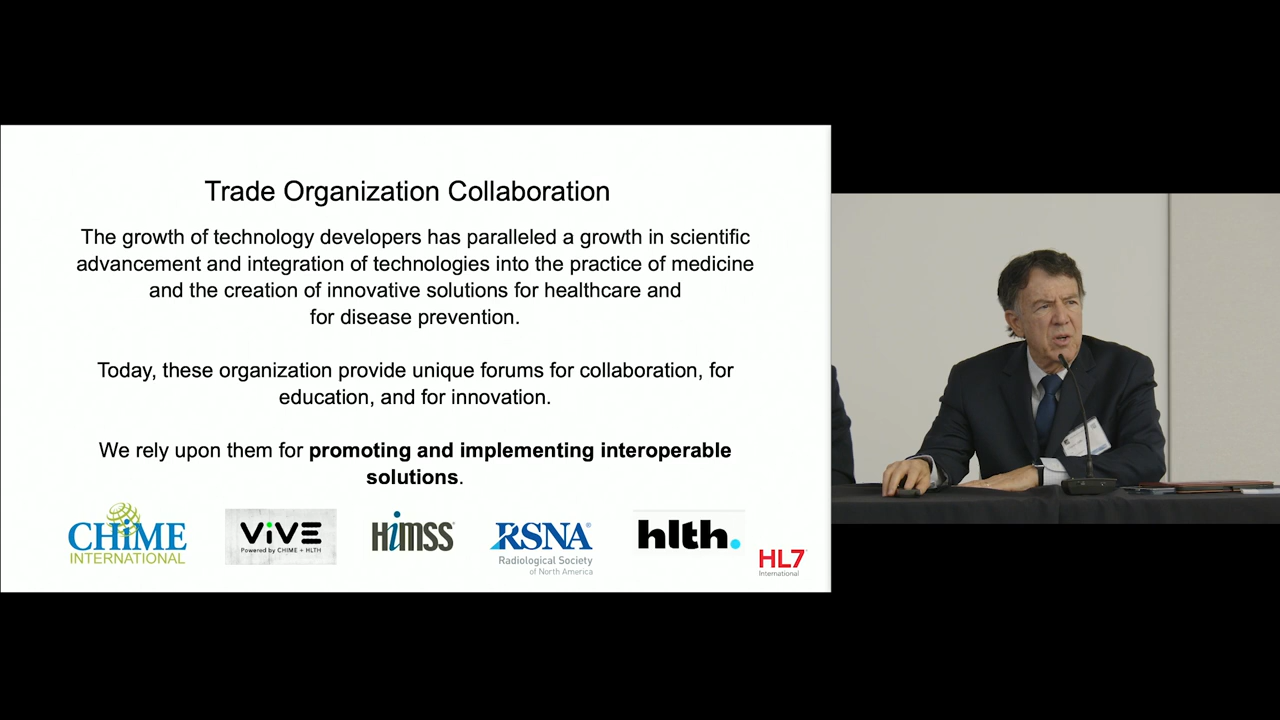 Trade Organization Collaboration
The growth of technology developers has paralleled a growth in scientific
advancement and integration of technologies into the practice of medicine
and the creation of innovative solutions for healthcare and
for disease prevention.
Today, these organization provide unique forums for collaboration, for
education, and for innovation.
We rely upon them for promoting and implementing interoperable
solutions.
CHiME
INTERNATIONAL
ViVE
Powered by CHIME + HLTH
HiMSS
RSNA®
Radiological Society
of North America
hlth.
HL7
International